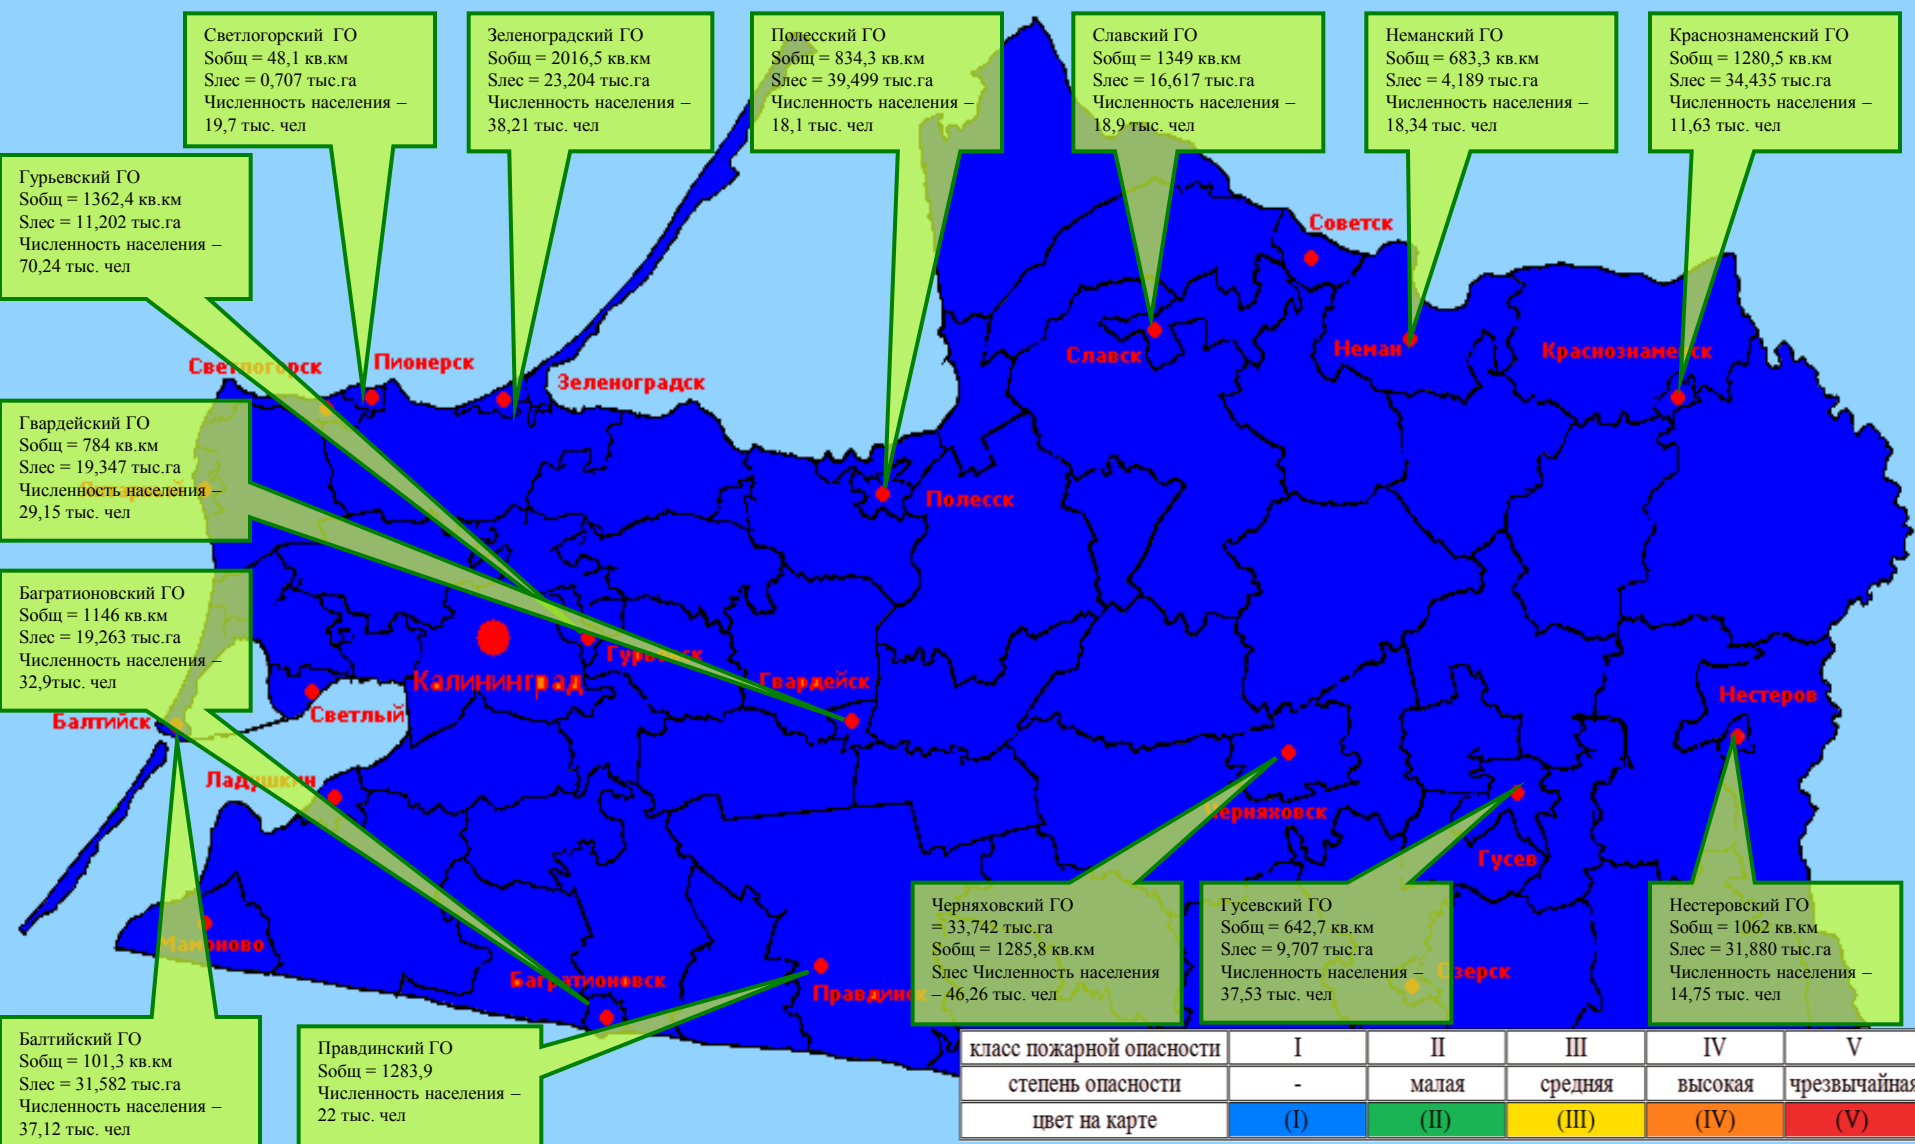 Светлогорский ГО
Sобщ = 48,1 кв.км
Sлес = 0,707 тыс.га
Численность населения –
19,7 тыс. чел
Зеленоградский ГО
Sобщ = 2016,5 кв.км
Sлес = 23,204 тыс.га
Численность населения –
38,21 тыс. чел
Полесский ГО
Sобщ = 834,3 кв.км
Sлес = 39,499 тыс.га
Численность населения –
18,1 тыс. чел
Славский ГО
Sобщ = 1349 кв.км
Sлес = 16,617 тыс.га
Численность населения –
18,9 тыс. чел
Неманский ГО
Sобщ = 683,3 кв.км
Sлес = 4,189 тыс.га
Численность населения –
18,34 тыс. чел
Краснознаменский ГО
Sобщ = 1280,5 кв.км
Sлес = 34,435 тыс.га
Численность населения –
11,63 тыс. чел
Гурьевский ГО
Sобщ = 1362,4 кв.км
Sлес = 11,202 тыс.га
Численность населения –
70,24 тыс. чел
Советск
Славск
Неман
Краснознаменск
Светлогорск
Пионерск
Зеленоградск
Гвардейский ГО
Sобщ = 784 кв.км
Sлес = 19,347 тыс.га
Численность населения –
29,15 тыс. чел
Полесск
Багратионовский ГО
Sобщ = 1146 кв.км
Sлес = 19,263 тыс.га
Численность населения –
32,9тыс. чел
Гурьевск
Калининград
Гвардейск
Нестеров
Балтийск
Светлый
Ладушкин
Черняховск
Гусев
Мамоново
Багратионовск
Правдинск
Озерск
Черняховский ГО
= 33,742 тыс.га
Sобщ = 1285,8 кв.км
Sлес Численность населения
– 46,26 тыс. чел
Гусевский ГО
Sобщ = 642,7 кв.км
Sлес = 9,707 тыс.га
Численность населения –
37,53 тыс. чел
Нестеровский ГО
Sобщ = 1062 кв.км
Sлес = 31,880 тыс.га
Численность населения –
14,75 тыс. чел
Балтийский ГО
Sобщ = 101,3 кв.км
Sлес = 31,582 тыс.га
Численность населения –
37,12 тыс. чел
Правдинский ГО
Sобщ = 1283,9
Численность населения –
22 тыс. чел
класс пожарной опасности I II III IV V
степень опасности - малая средняя высокая чрезвычайная
цвет на карте (I) (II) (III) (IV) (V)